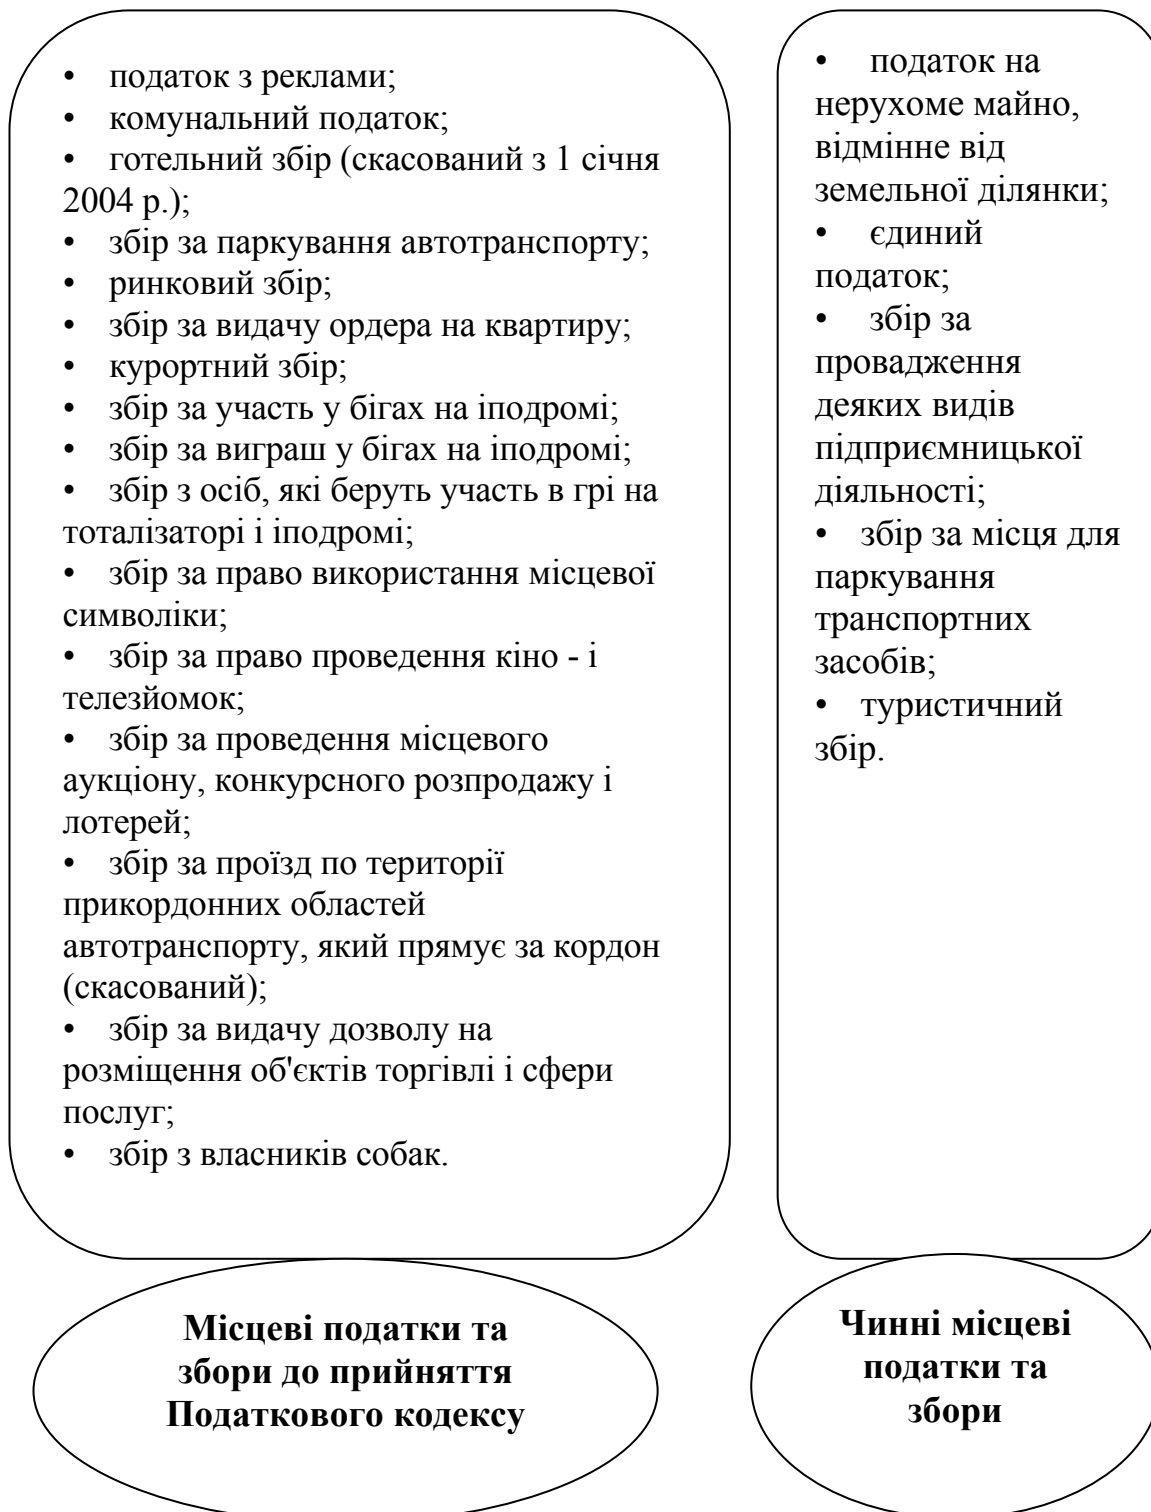 • податок з реклами;
• комунальний податок;
• готельний збір (скасований з 1 січня
2004 р.);
• збір за паркування автотранспорту;
• ринковий збір;
• збір за видачу ордера на квартиру;
• курортний збір;
• збір за участь у бігах на іподромі;
• збір за виграш у бігах на іподромі;
• збір з осіб, які беруть участь в грі на
тоталізаторі і іподромі;
• збір за право використання місцевої
символіки;
• збір за право проведення кіно - і
телезйомок;
• збір за проведення місцевого
аукціону, конкурсного розпродажу і
лотерей;
• збір за проїзд по території
прикордонних областей
автотранспорту, який прямує за кордон
(скасований);
• збір за видачу дозволу на
розміщення об'єктів торгівлі і сфери
послуг;
• збір з власників собак.
Місцеві податки та
збори до прийняття
Податкового кодексу
• податок на
нерухоме майно,
відмінне від
земельної ділянки;
• єдиний
податок;
• збір за
провадження
деяких видів
підприємницької
діяльності;
• збір за місця для
паркування
транспортних
засобів;
• туристичний
збір.
Чинні місцеві
податки та
збори